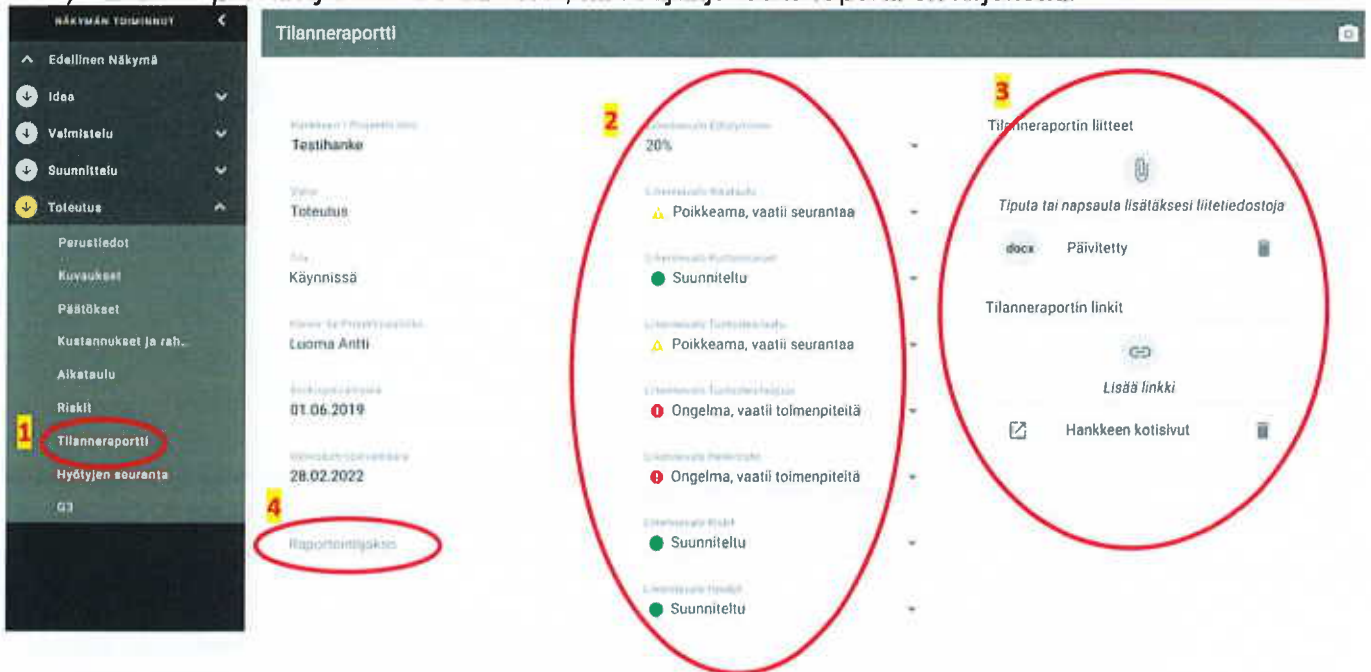 NÄKYMÄN TOIMINNOT
Edellinen Näkymä
Idea
Valmistelu
Suunnittelu
Toteutus
Perustiedot
Kuvaukset
Päätökset
Kustannukset ja rah..
Aikataulu
Riskit
1
Tilanneraportti
Hyötyjen seuranta
G3
Tilanneraportti
Testihanke
Toteutus
Käynnissä
Luoma Antti
01.06.2019
28.02.2022
4
Raportointijakso
2
20%
Poikkeama, vaatii seurantaa
Suunniteltu
Poikkeama, vaatii seurantaa
Ongelma, vaatii toimenpiteitä
Ongelma, vaatii toimenpiteitä
Suunniteltu
Suunniteltu
3
Tilanneraportin liitteet
Tiputa tai napsauta lisätäksesi liitetiedostoja
docx Päivitetty
Tilanneraportin linkit
Lisää linkki
Hankkeen kotisivut